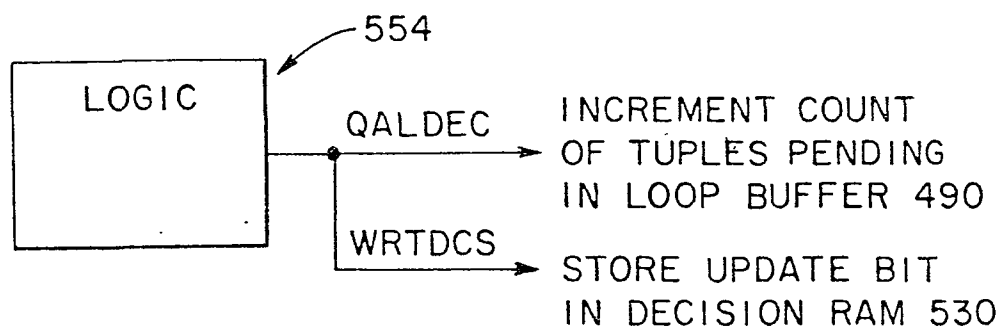 554
LOGIC
QALDEC
INCREMENT COUNT
OF TUPLES PENDING
IN LOOP BUFFER 490
WRTDCS
STORE UPDATE BIT
IN DECISION RAM 530